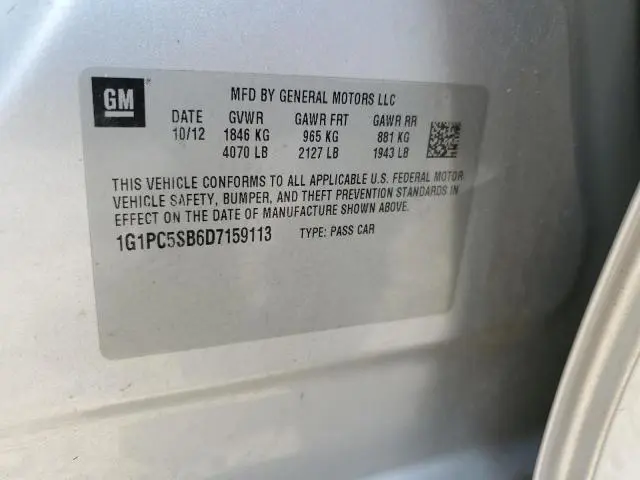 GM
MFD BY GENERAL MOTORS LLC
DATE GVWR GAWR FRT GAWR RR
10/12 1846 KG 965 KG 881 KG
4070 LB 2127 LB 1943 LB
THIS VEHICLE CONFORMS TO ALL APPLICABLE U.S. FEDERAL MOTOR
VEHICLE SAFETY, BUMPER, AND THEFT PREVENTION STANDARDS IN
EFFECT ON THE DATE OF MANUFACTURE SHOWN ABOVE.
1G1PC5SB6D7159113 TYPE: PASS CAR